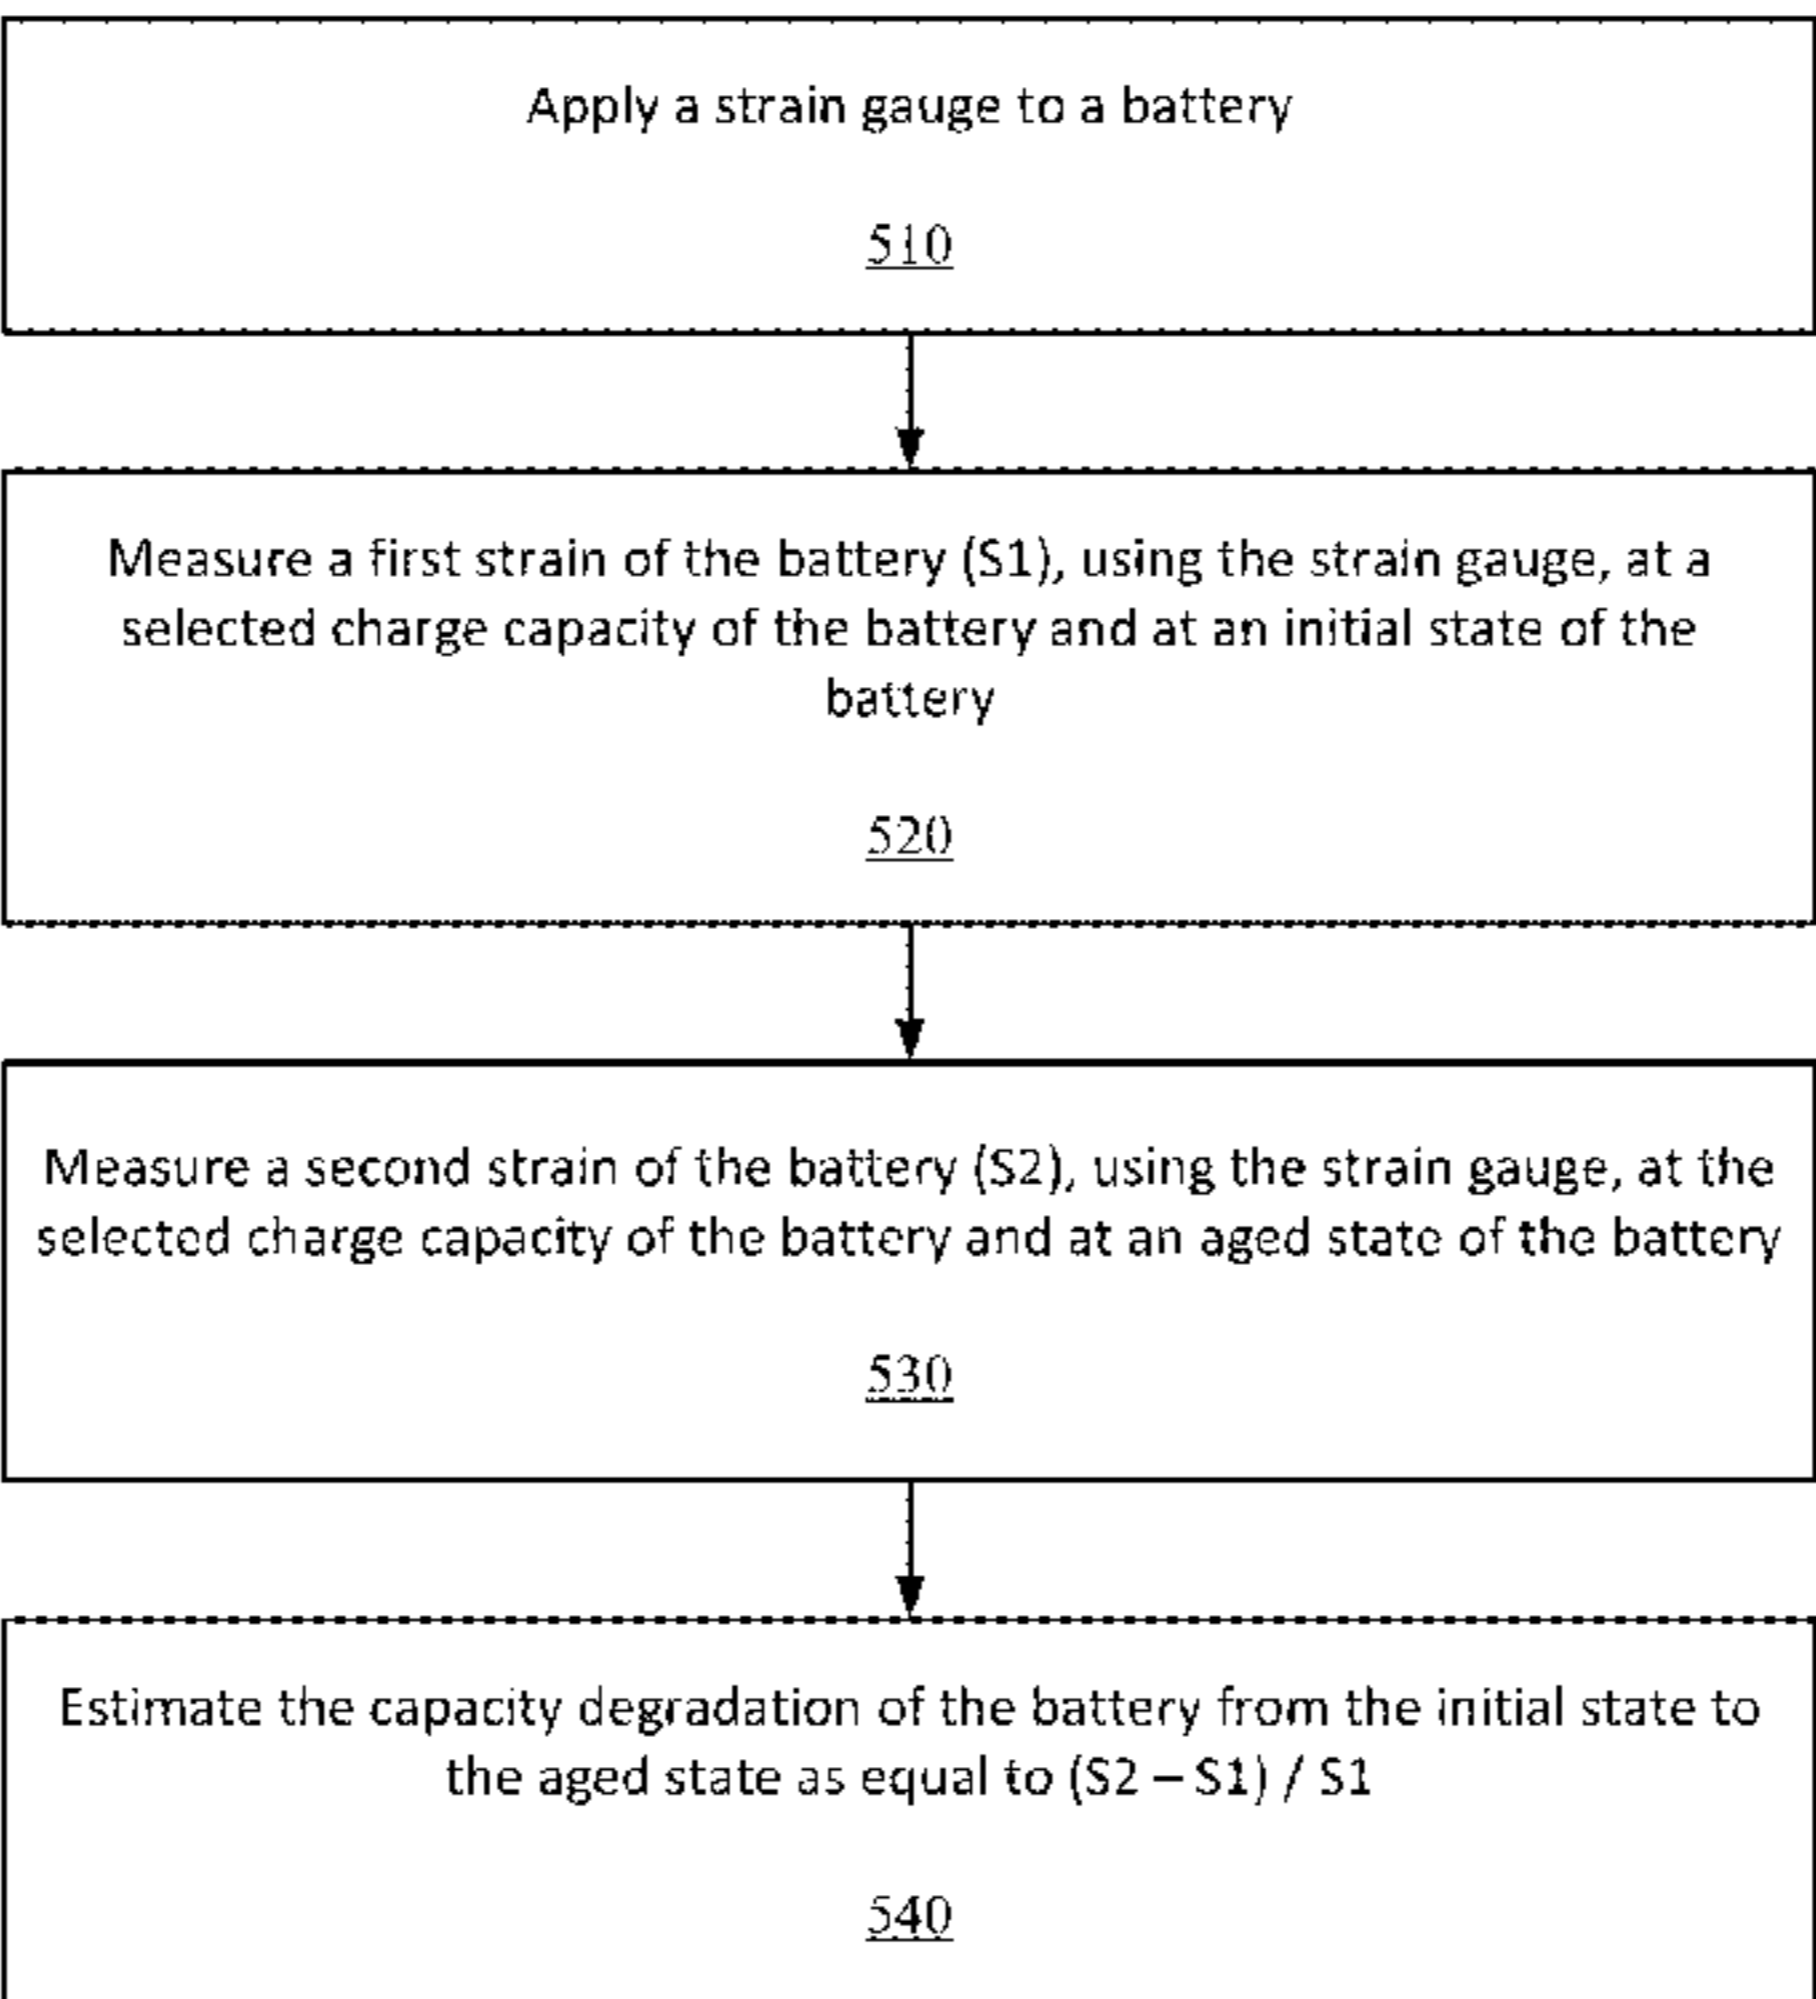 Apply a strain gauge to a battery
510
Measure a first strain of the battery (S1), using the strain gauge, at a
selected charge capacity of the battery and at an initial state of the
battery
520
Measure a second strain of the battery (S2), using the strain gauge, at the
selected charge capacity of the battery and at an aged state of the battery
530
Estimate the capacity degradation of the battery from the initial state to
the aged state as equal to (S2 – S1) / S1
540